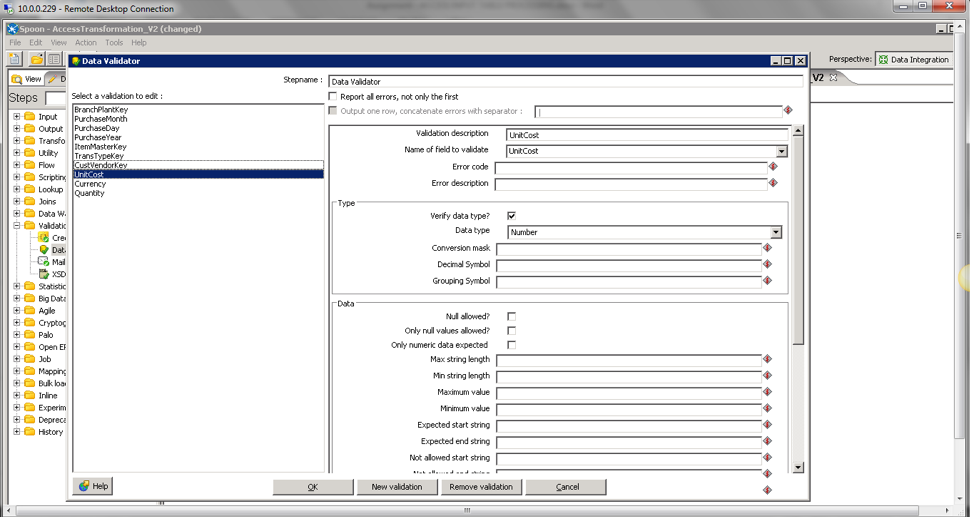 10.0.0.229 - Remote Desktop Connection
Spoon - AccessTransformation_V2 (changed)
File Edit View Action Tools Help
Perspective: Data Integration
View
V2
Steps
Input
Output
Transfo
Utility
Flow
Scripting
Lookup
Joins
Data Wa
Validatio
Cre
Dat
Mail
XSD
Statistic
Big Data
Agile
Cryptog
Palo
Open ER
Job
Mapping
Bulk loa
Inline
Experim
Depreca
History
Data Validator
Stepname : Data Validator
Select a validation to edit :
Report all errors, not only the first
Output one row, concatenate errors with separator :
BranchPlantKey
PurchaseMonth
PurchaseDay
PurchaseYear
ItemMasterKey
TransTypeKey
CustVendorKey
UnitCost
Currency
Quantity
Validation description UnitCost
Name of field to validate UnitCost
Error code
Error description
Type
Verify data type?
Data type Number
Conversion mask
Decimal Symbol
Grouping Symbol
Data
Null allowed?
Only null values allowed?
Only numeric data expected
Max string length
Min string length
Maximum value
Minimum value
Expected start string
Expected end string
Not allowed start string
Not allowed end string
Help OK New validation Remove validation Cancel